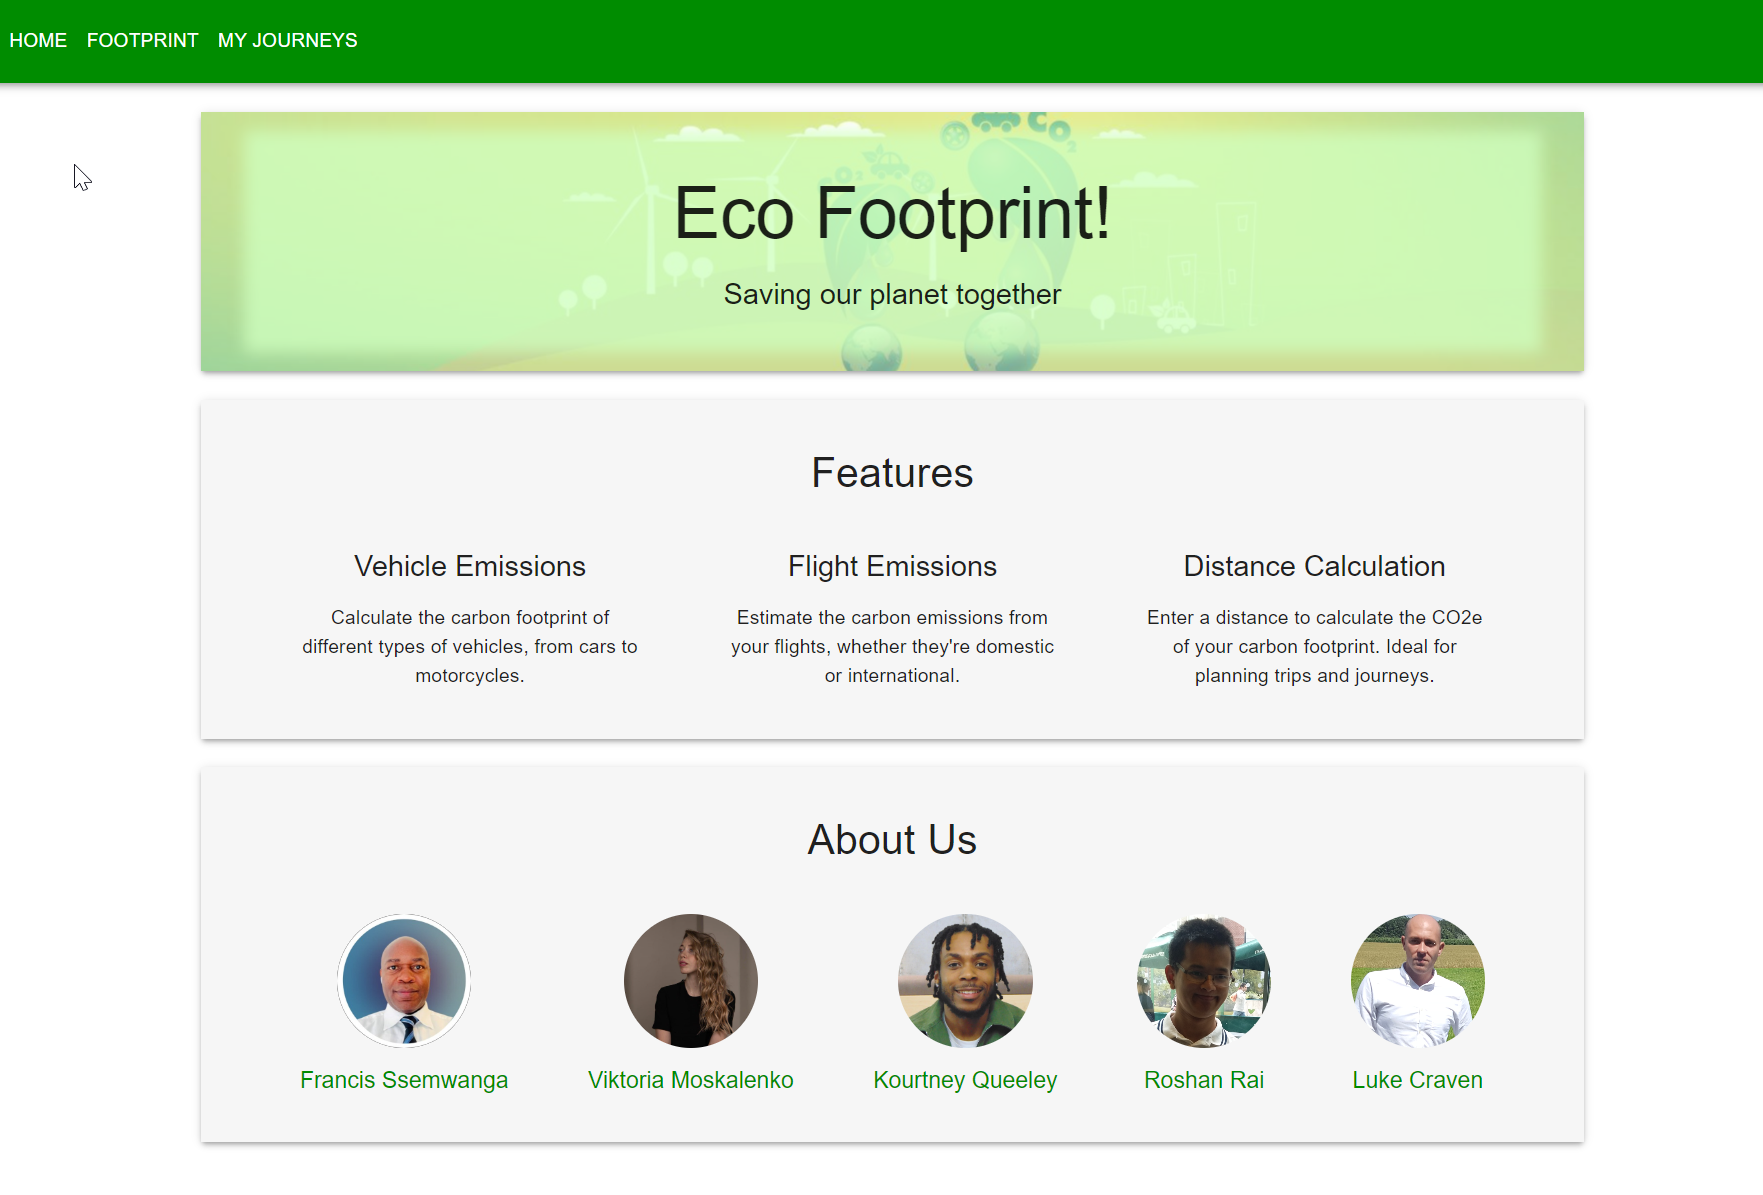 HOME FOOTPRINT MY JOURNEYS
CO2
CO2
Eco Footprint!
Saving our planet together
Features
Vehicle Emissions
Calculate the carbon footprint of
different types of vehicles, from cars to
motorcycles.
Flight Emissions
Estimate the carbon emissions from
your flights, whether they're domestic
or international.
Distance Calculation
Enter a distance to calculate the CO2e
of your carbon footprint. Ideal for
planning trips and journeys.
About Us
Francis Ssemwanga
Viktoria Moskalenko
Kourtney Queeley
Roshan Rai
Luke Craven